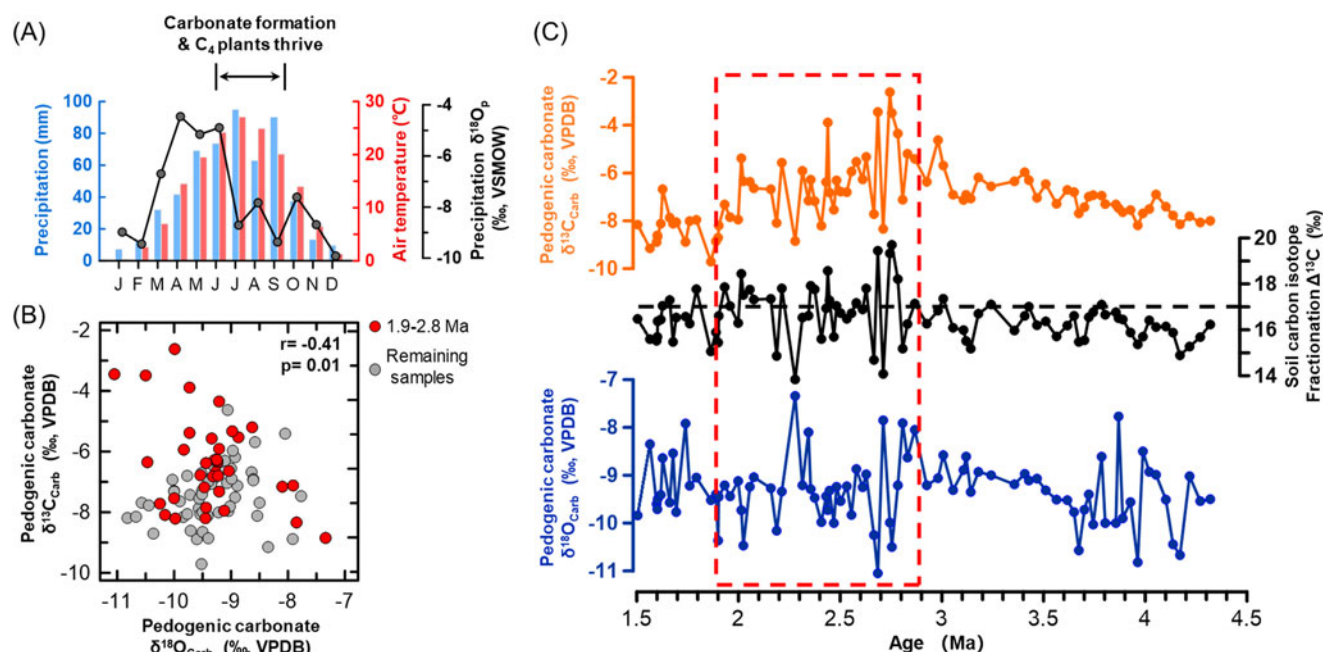 (A)
Carbonate formation
& C4 plants thrive
Precipitation (mm)
100
80
60
40
20
0
J F M A M J J A S O N D
30
20
10
0
Air temperature (℃)
-4
-6
-8
-10
Precipitation δ18Op
(‰, VSMOW)
(B)
Pedogenic carbonate
δ13CCarb (‰, VPDB)
-2
-4
-6
-8
-10
r= -0.41
p= 0.01
1.9-2.8 Ma
Remaining
samples
-11 -10 -9 -8 -7
Pedogenic carbonate
δ18OCarb (‰, VPDB)
(C)
Pedogenic carbonate
δ13CCarb (‰, VPDB)
-2
-4
-6
-8
-10
20
18
16
14
Soil carbon isotope
Fractionation Δ13C (‰)
Pedogenic carbonate
δ18OCarb (‰, VPDB)
-7
-9
-10
-11
1.5 2 2.5 3 3.5 4 4.5
Age (Ma)